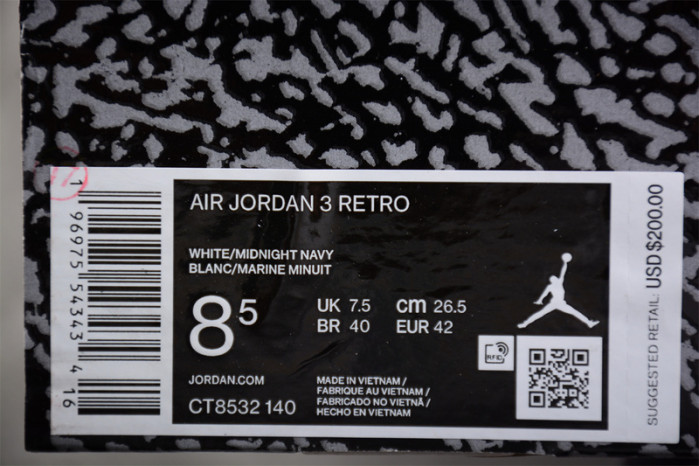 AIR JORDAN 3 RETRO
WHITE/MIDNIGHT NAVY
BLANC/MARINE MINUIT
8 5
UK 7.5 cm 26.5
BR 40 EUR 42
JORDAN.COM
CT8532 140
MADE IN VIETNAM /
FABRIQUE AU VIETNAM /
FABRICADO NO VIETNÃ /
HECHO EN VIETNAM
RFID
1 96975 54343 4 16
SUGGESTED RETAIL: USD $200.00